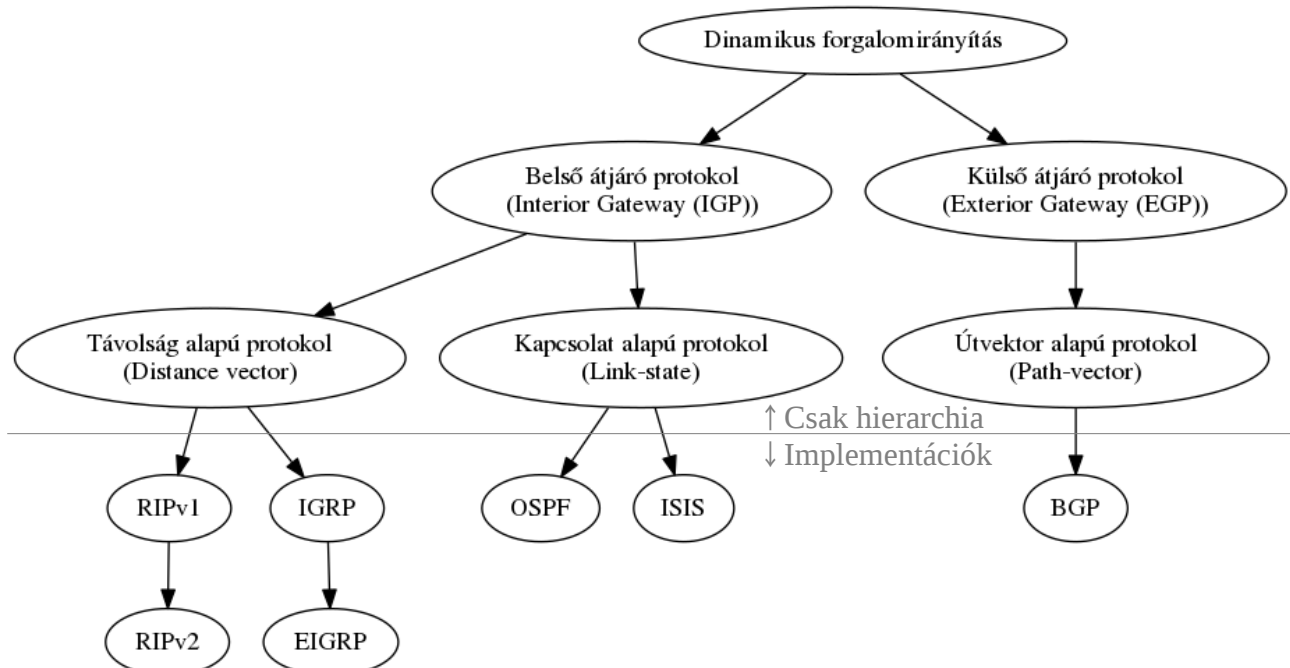 Dinamikus forgalomirányítás
Belső átjáró protokol
(Interior Gateway (IGP))
Külső átjáró protokol
(Exterior Gateway (EGP))
Távolság alapú protokol
(Distance vector)
Kapcsolat alapú protokol
(Link-state)
Útvektor alapú protokol
(Path-vector)
↑ Csak hierarchia
↓ Implementációk
RIPv1
IGRP
OSPF
ISIS
BGP
RIPv2
EIGRP